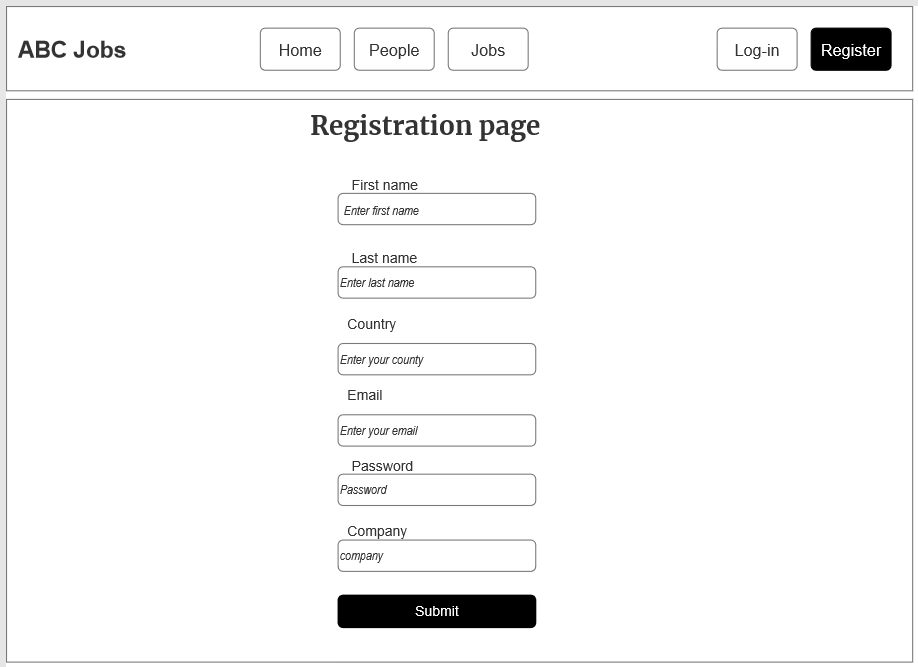 ABC Jobs
Home
People
Jobs
Log-in
Register
Registration page
First name
Enter first name
Last name
Enter last name
Country
Enter your county
Email
Enter your email
Password
Password
Company
company
Submit